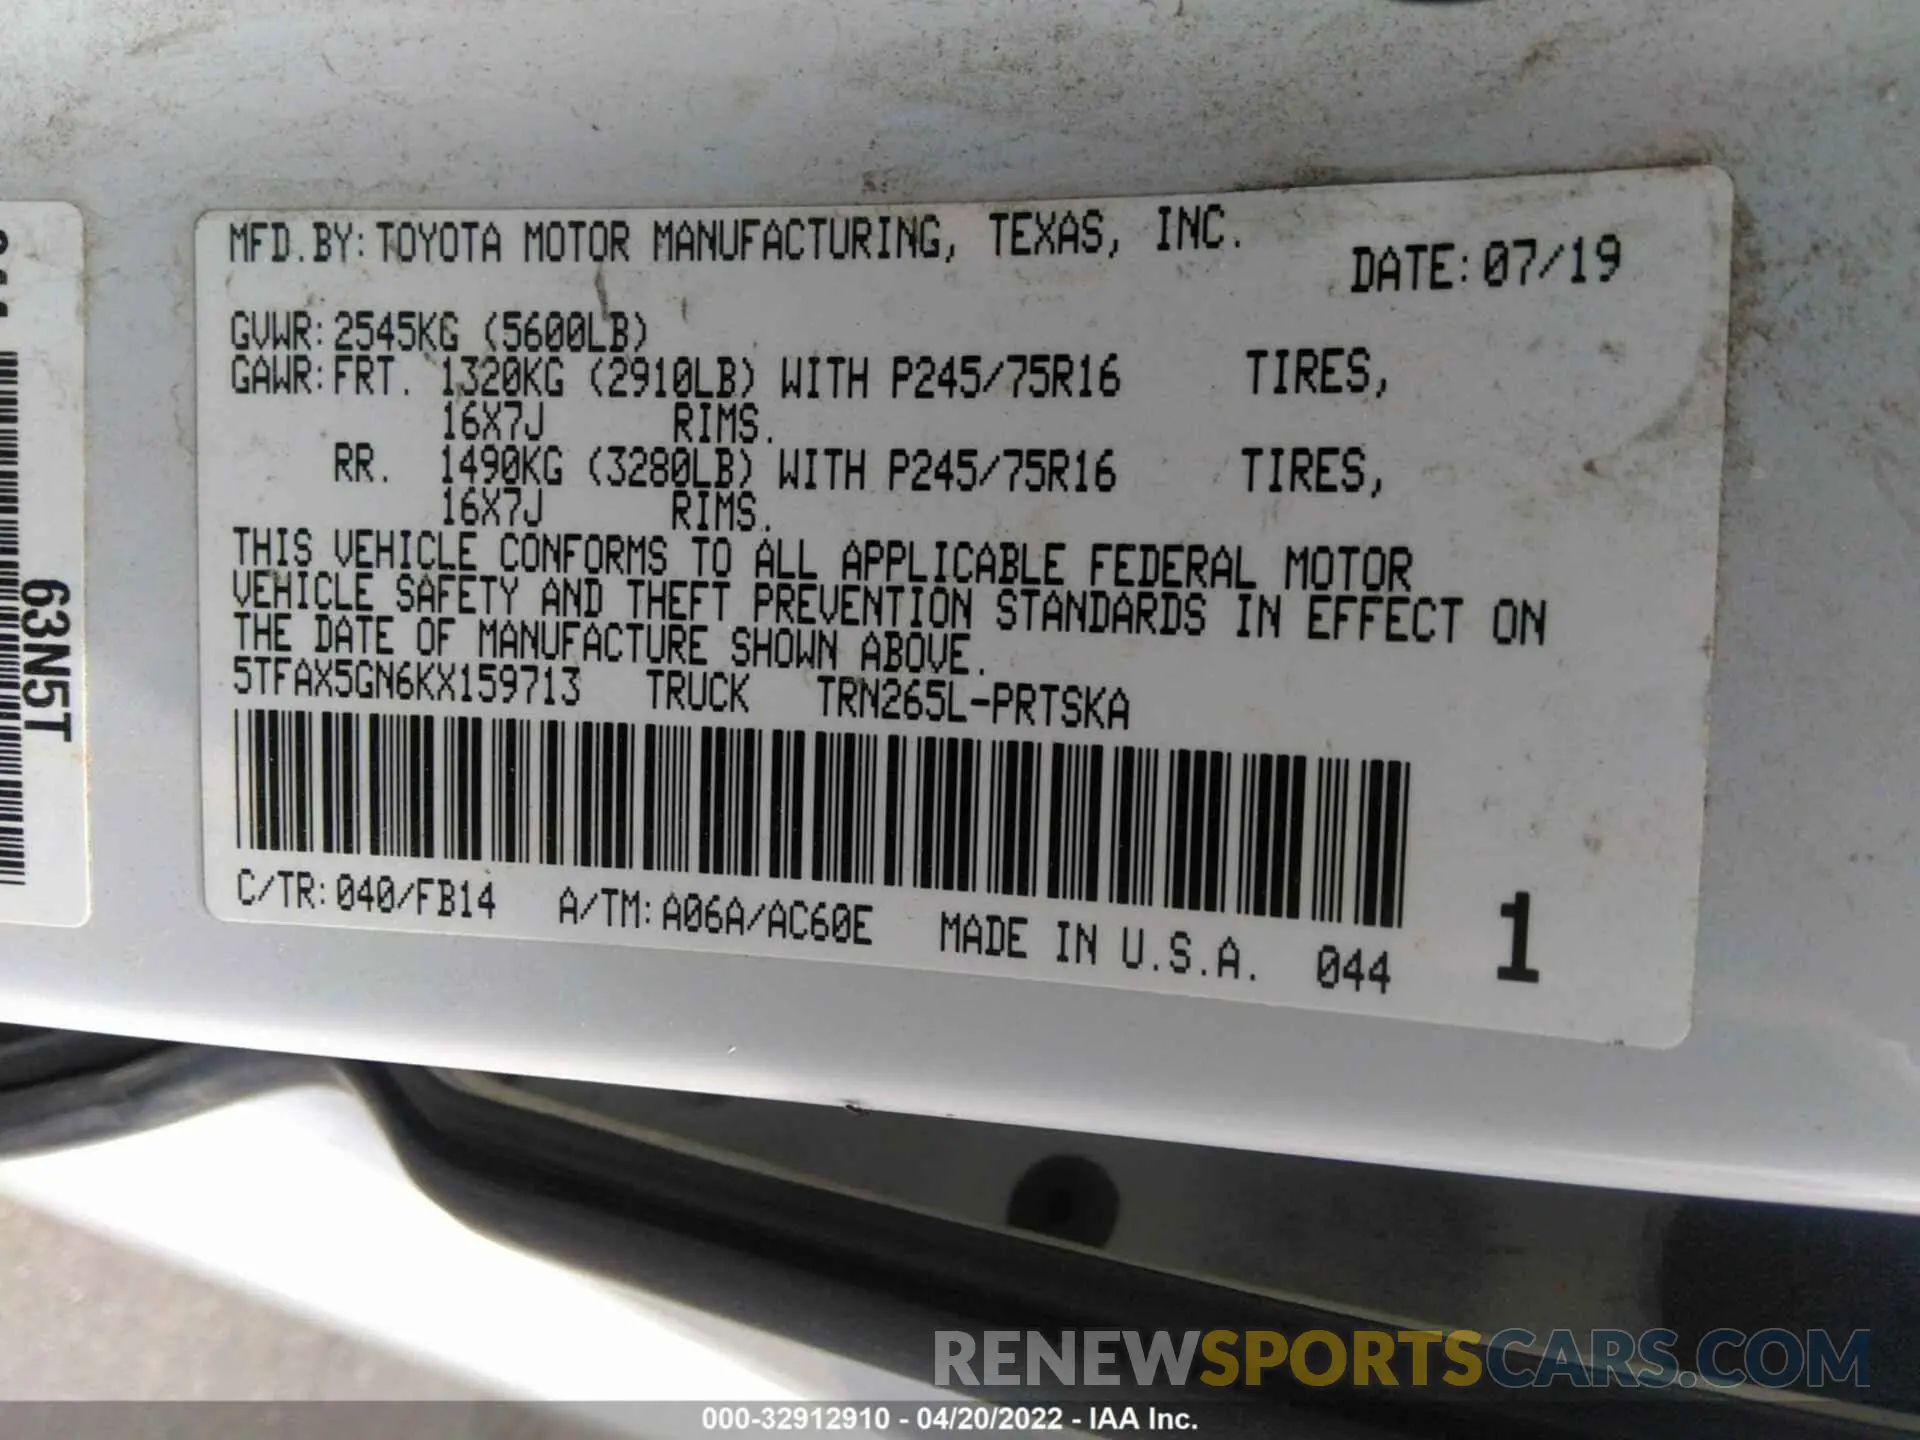 MFD.BY:TOYOTA MOTOR MANUFACTURING, TEXAS, INC. DATE:07/19
GVWR:2545KG (5600LB)
GAWR:FRT. 1320KG (2910LB) WITH P245/75R16 TIRES,
16X7J RIMS.
RR. 1490KG (3280LB) WITH P245/75R16 TIRES,
16X7J RIMS.
THIS VEHICLE CONFORMS TO ALL APPLICABLE FEDERAL MOTOR
VEHICLE SAFETY AND THEFT PREVENTION STANDARDS IN EFFECT ON
THE DATE OF MANUFACTURE SHOWN ABOVE.
5TFAX5GN6KX159713 TRUCK TRN265L-PRTSKA
C/TR:040/FB14 A/TM:A06A/AC60E MADE IN U.S.A. 044 1
63N5T
RENEWSPORTSCARS.COM
000-32912910 - 04/20/2022 - IAA Inc.